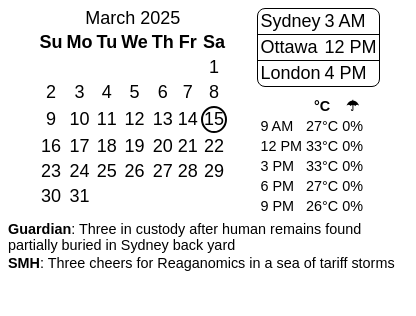 March 2025
Su Mo Tu We Th Fr Sa
1
2 3 4 5 6 7 8
9 10 11 12 13 14 15
16 17 18 19 20 21 22
23 24 25 26 27 28 29
30 31
Sydney 3 AM
Ottawa 12 PM
London 4 PM
°C ☂
9 AM 27°C 0%
12 PM 33°C 0%
3 PM 33°C 0%
6 PM 27°C 0%
9 PM 26°C 0%
Guardian: Three in custody after human remains found
partially buried in Sydney back yard
SMH: Three cheers for Reaganomics in a sea of tariff storms